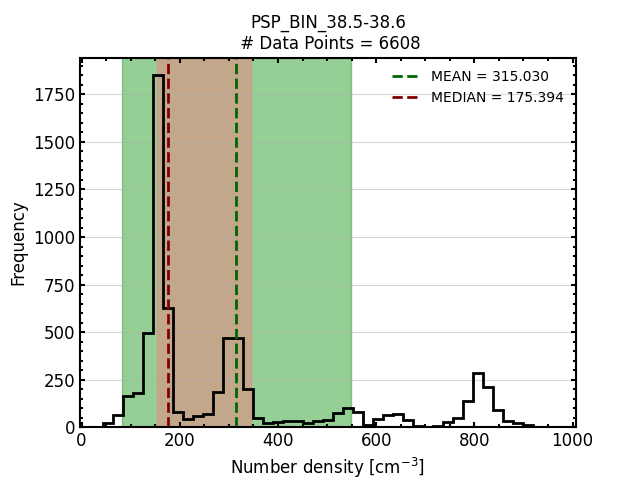 PSP_BIN_38.5-38.6
# Data Points = 6608
MEAN = 315.030
MEDIAN = 175.394
Frequency
1750
1500
1250
1000
750
500
250
0
0 200 400 600 800 1000
Number density [cm⁻³]